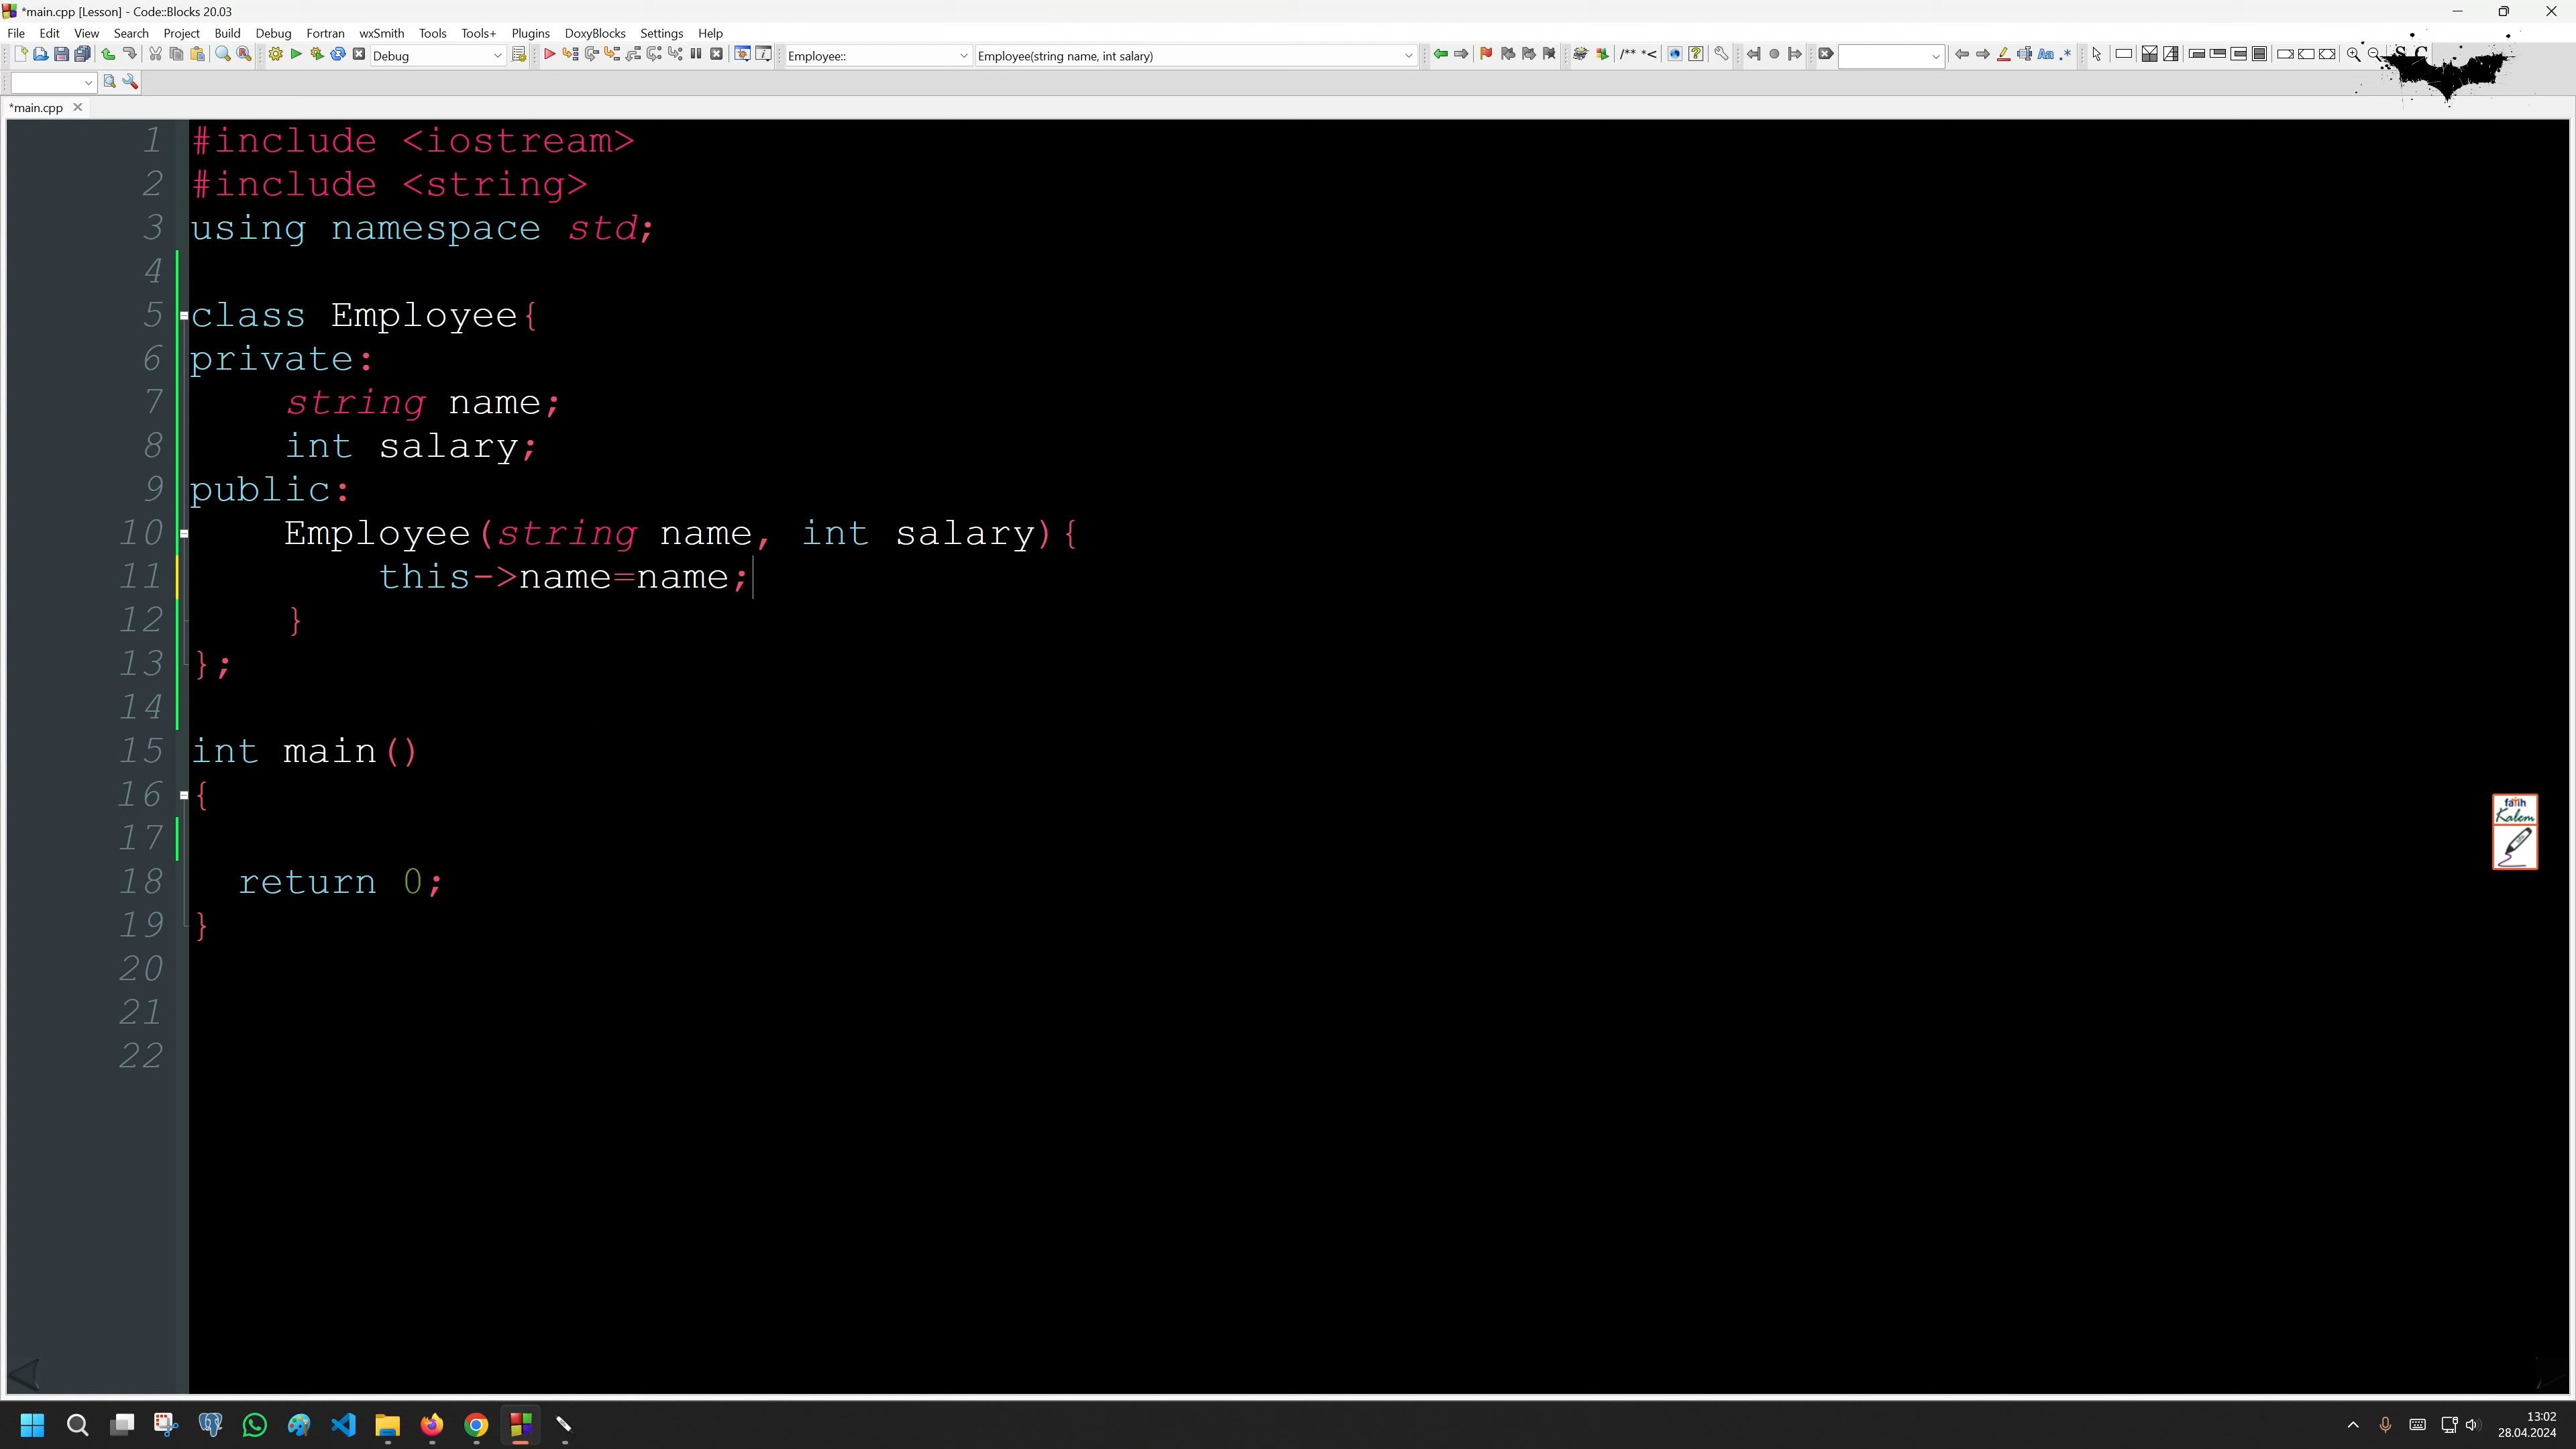 *main.cpp [Lesson] - Code::Blocks 20.03
File Edit View Search Project Build Debug Fortran wxSmith Tools Tools+ Plugins DoxyBlocks Settings Help
Debug Employee:: Employee(string name, int salary) /** *< Aa .* S C
*main.cpp
1 #include <iostream>
2 #include <string>
3 using namespace std;
4
5 class Employee{
6 private:
7 string name;
8 int salary;
9 public:
10 Employee(string name, int salary){
11 this->name=name;
12 }
13 };
14
15 int main()
16 {
17
18 return 0;
19 }
20
21
22
fatih
Kalem
13:02
28.04.2024